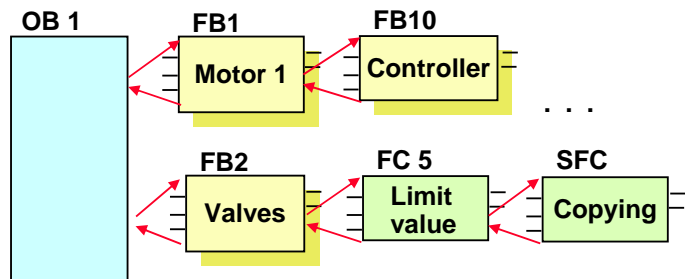 OB 1
FB1
FB10
Motor 1
Controller
. . .
FB2
FC 5
SFC
Valves
Limit
value
Copying